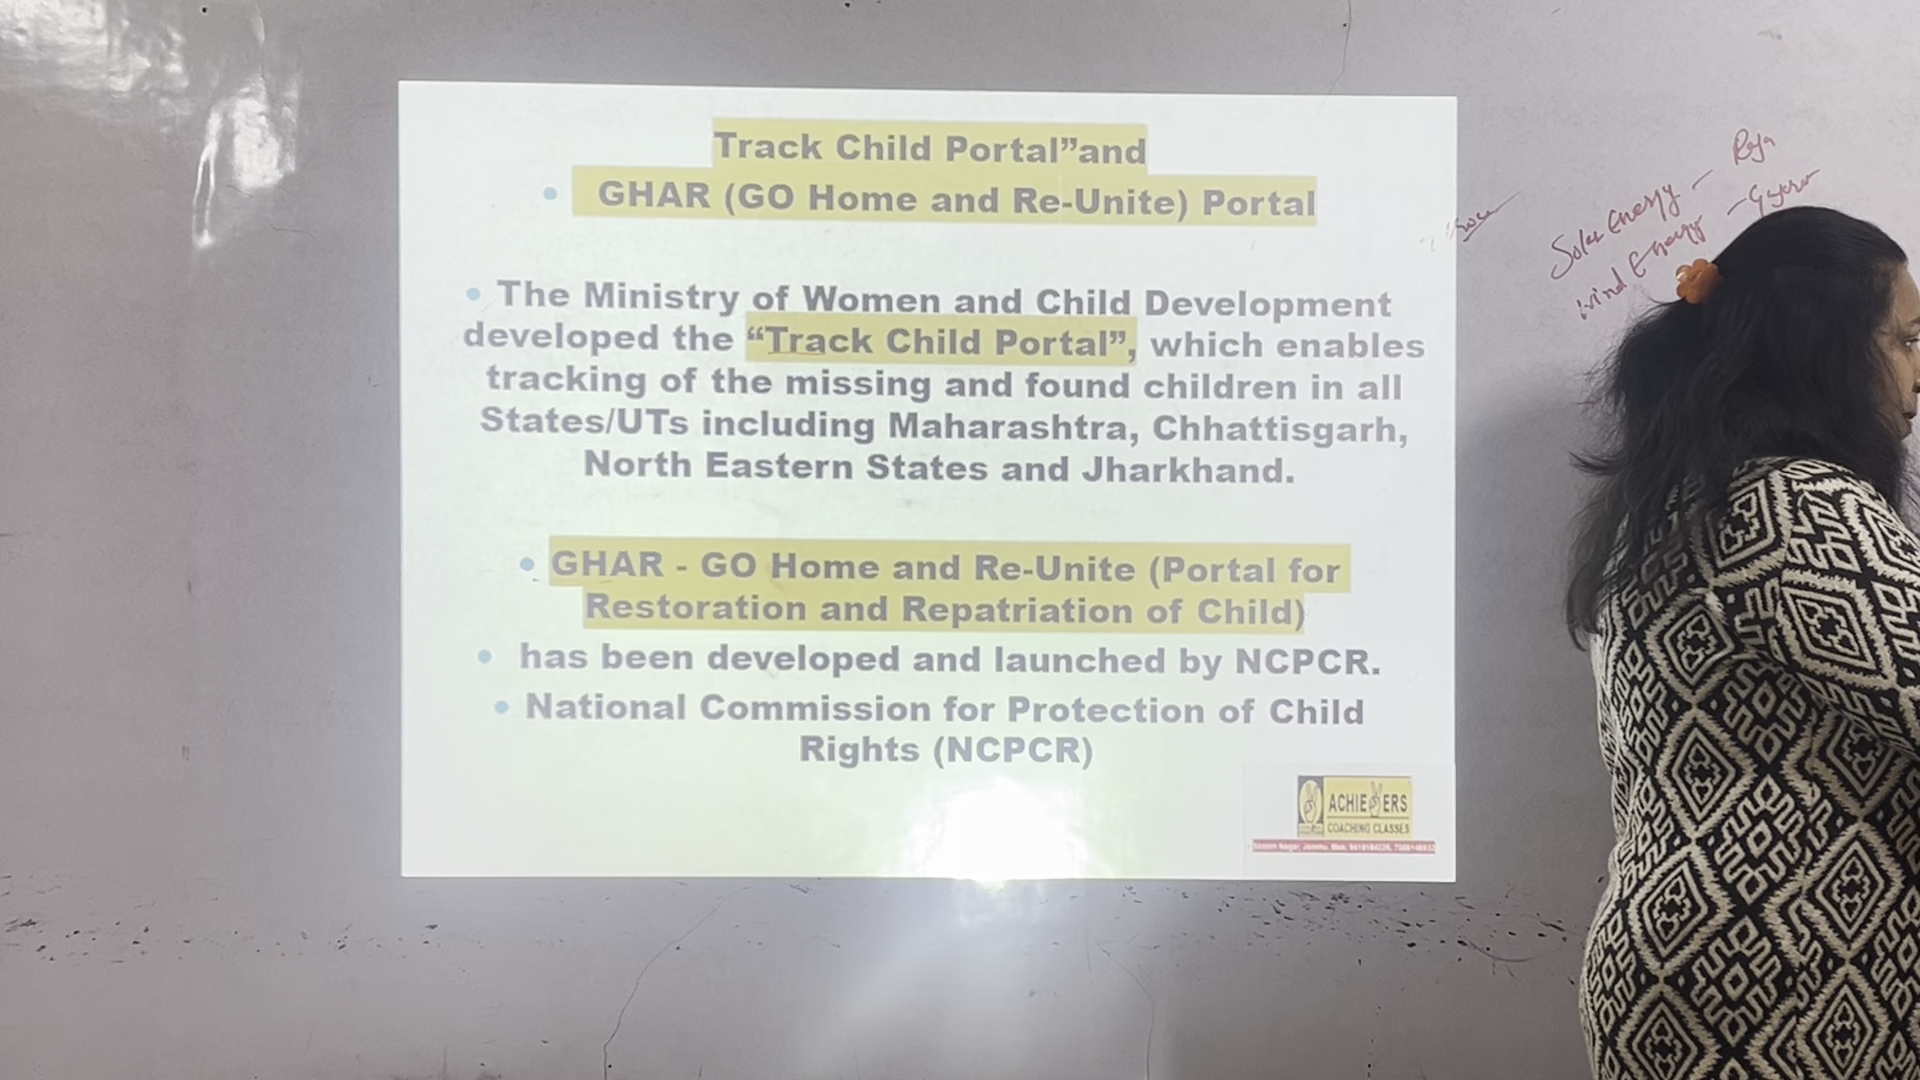 Track Child Portal”and
• GHAR (GO Home and Re-Unite) Portal
• The Ministry of Women and Child Development
developed the “Track Child Portal”, which enables
tracking of the missing and found children in all
States/UTs including Maharashtra, Chhattisgarh,
North Eastern States and Jharkhand.
• GHAR - GO Home and Re-Unite (Portal for
Restoration and Repatriation of Child)
• has been developed and launched by NCPCR.
• National Commission for Protection of Child
Rights (NCPCR)
ACHIEVERS
COACHING CLASSES
Nagar, Jammu. Mob.
Solar Energy - Raja
Wind Energy -